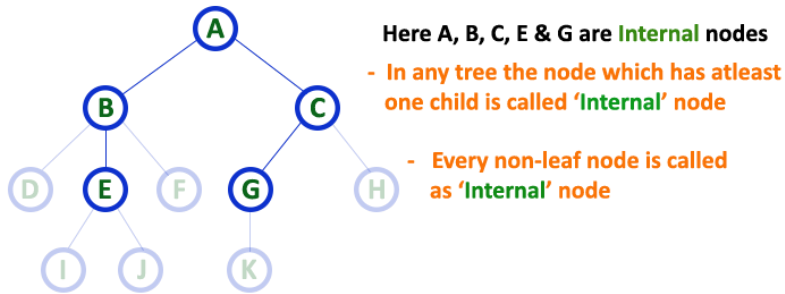 A
Here A, B, C, E & G are Internal nodes
- In any tree the node which has atleast
one child is called ‘Internal’ node
B
C
- Every non-leaf node is called
as ‘Internal’ node
D
E
F
G
H
I
J
K